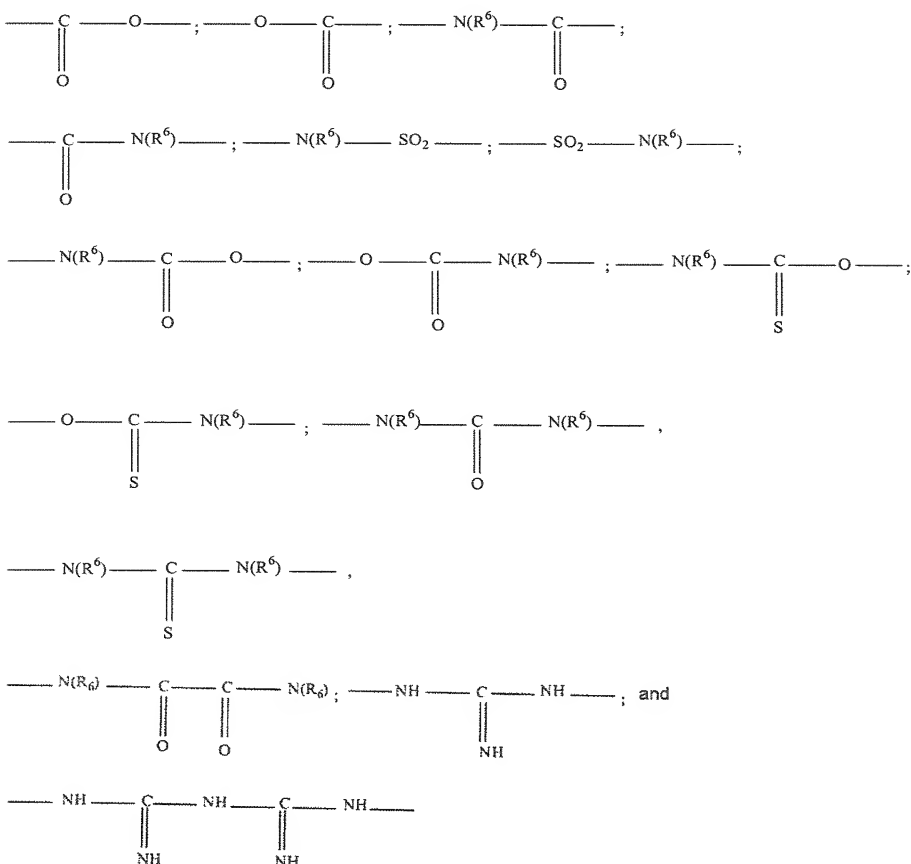 — C — O — ; — O — C — ; — N(R⁶) — C — ;
O O O
— C — N(R⁶) — ; — N(R⁶) — SO₂ — ; — SO₂ — N(R⁶) — ;
O
— N(R⁶) — C — O — ; — O — C — N(R⁶) — ; — N(R⁶) — C — O — ;
O O S
— O — C — N(R⁶) — ; — N(R⁶) — C — N(R⁶) — ,
S O
— N(R⁶) — C — N(R⁶) — ,
S
— N(R₆) — C — C — N(R₆) ; — NH — C — NH — ; and
O O NH
— NH — C — NH — C — NH —
NH NH